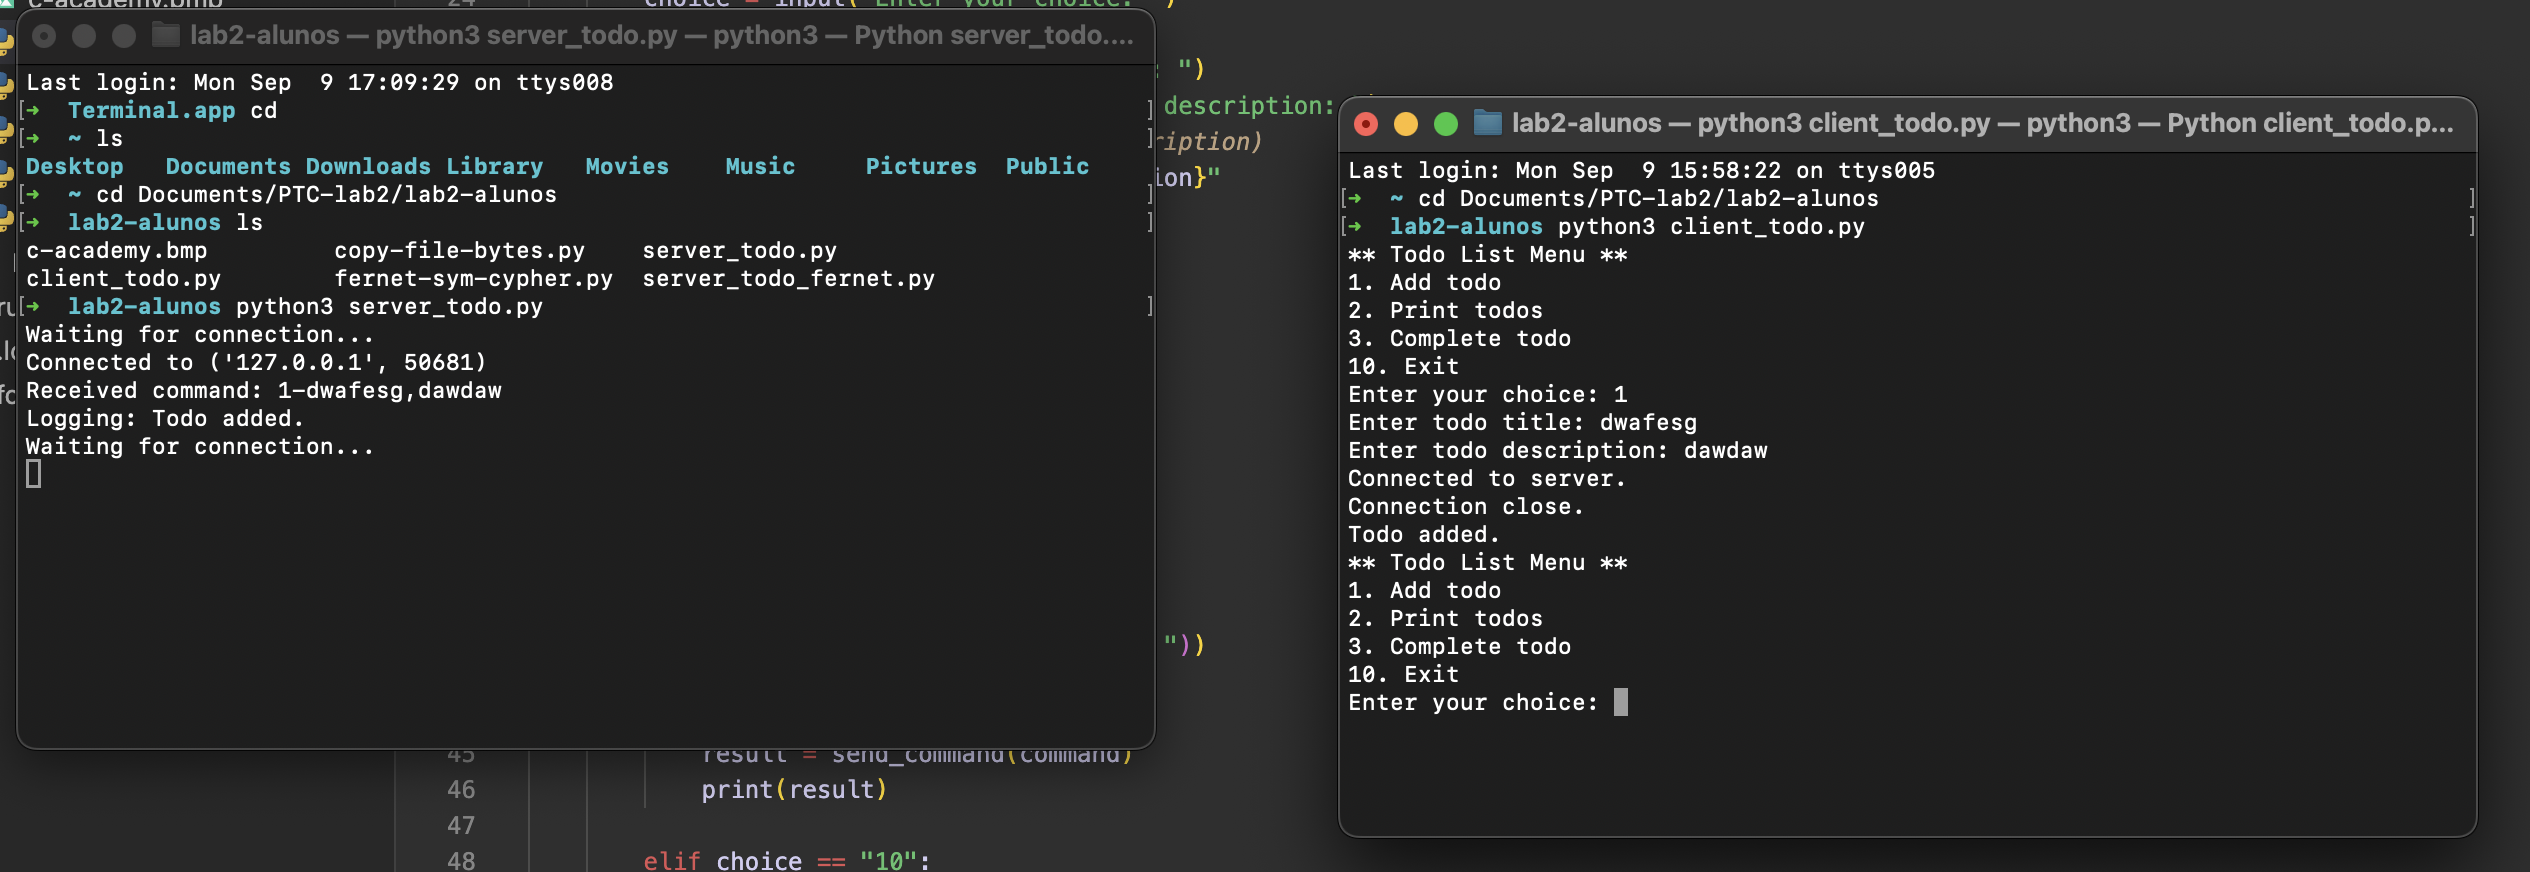 c-academy.bmp
24 choice = input("Enter your choice: ")
lab2-alunos — python3 server_todo.py — python3 — Python server_todo....
Last login: Mon Sep  9 17:09:29 on ttys008
[➜  Terminal.app cd ]
[➜  ~ ls ]
Desktop   Documents Downloads Library   Movies    Music     Pictures  Public
[➜  ~ cd Documents/PTC-lab2/lab2-alunos ]
[➜  lab2-alunos ls ]
c-academy.bmp         copy-file-bytes.py    server_todo.py
client_todo.py        fernet-sym-cypher.py  server_todo_fernet.py
[➜  lab2-alunos python3 server_todo.py ]
Waiting for connection...
Connected to ('127.0.0.1', 50681)
Received command: 1-dwafesg,dawdaw
Logging: Todo added.
Waiting for connection...
")
description:
ription)
ion}"
"))
45 result = send_command(command)
46 print(result)
47
48 elif choice == "10":
lab2-alunos — python3 client_todo.py — python3 — Python client_todo.p...
Last login: Mon Sep  9 15:58:22 on ttys005
[➜  ~ cd Documents/PTC-lab2/lab2-alunos ]
[➜  lab2-alunos python3 client_todo.py ]
** Todo List Menu **
1. Add todo
2. Print todos
3. Complete todo
10. Exit
Enter your choice: 1
Enter todo title: dwafesg
Enter todo description: dawdaw
Connected to server.
Connection close.
Todo added.
** Todo List Menu **
1. Add todo
2. Print todos
3. Complete todo
10. Exit
Enter your choice: